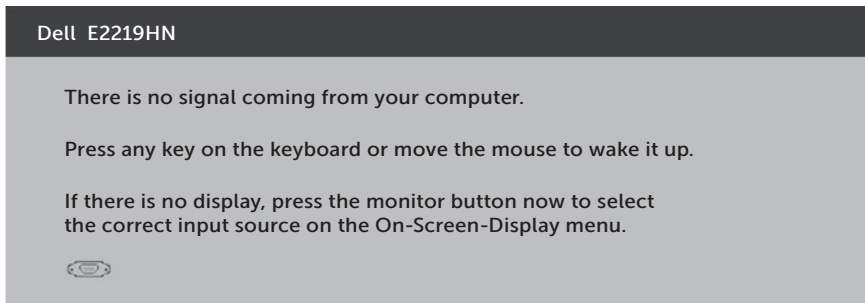 Dell E2219HN
There is no signal coming from your computer.
Press any key on the keyboard or move the mouse to wake it up.
If there is no display, press the monitor button now to select
the correct input source on the On-Screen-Display menu.